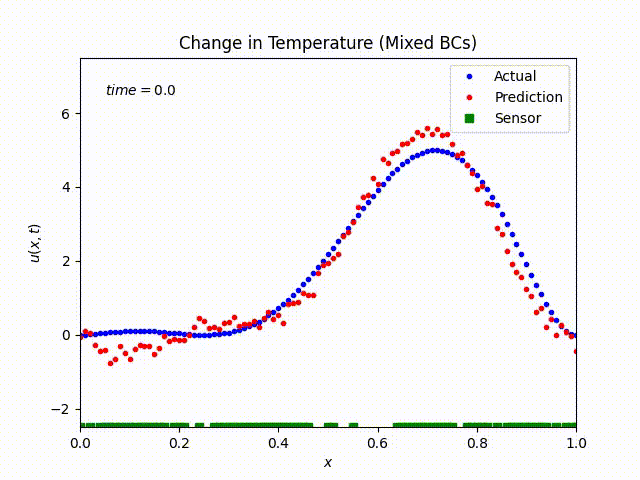 Change in Temperature (Mixed BCs)
time = 0.0
Actual
Prediction
Sensor
6
4
2
0
−2
u(x, t)
0.0 0.2 0.4 0.6 0.8 1.0
x